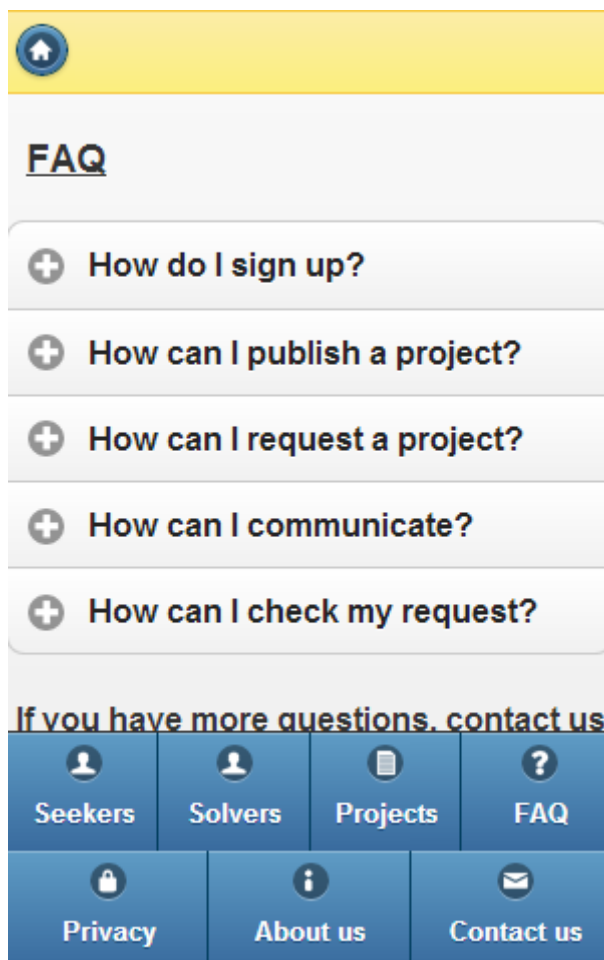 FAQ
How do I sign up?
How can I publish a project?
How can I request a project?
How can I communicate?
How can I check my request?
If you have more questions, contact us
Seekers
Solvers
Projects
FAQ
Privacy
About us
Contact us